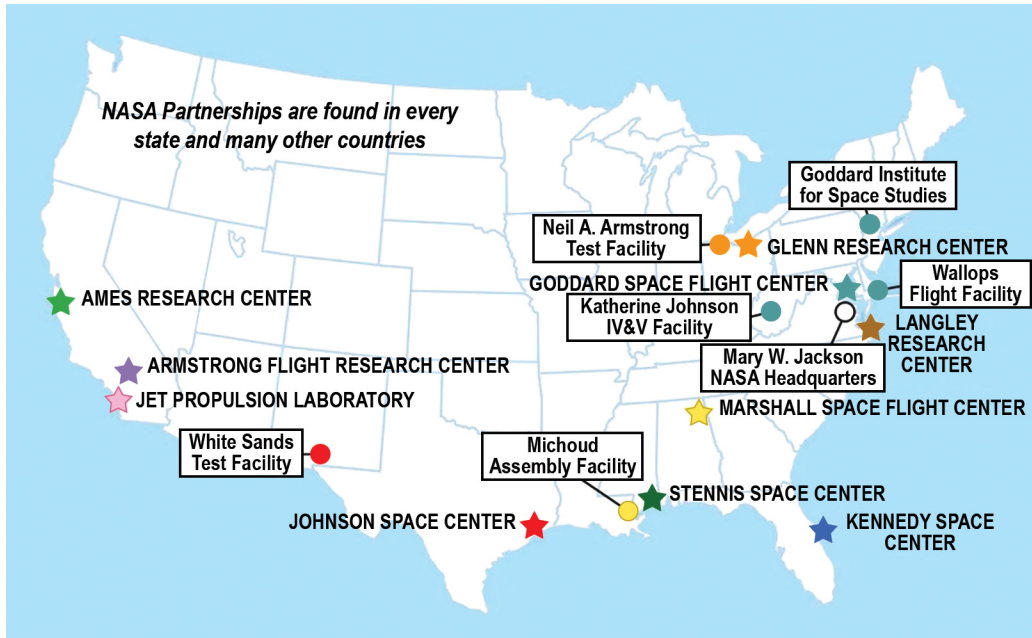 NASA Partnerships are found in every
state and many other countries
Goddard Institute
for Space Studies
Neil A. Armstrong
Test Facility
GLENN RESEARCH CENTER
GODDARD SPACE FLIGHT CENTER
Wallops
Flight Facility
AMES RESEARCH CENTER
Katherine Johnson
IV&V Facility
LANGLEY
RESEARCH
CENTER
ARMSTRONG FLIGHT RESEARCH CENTER
Mary W. Jackson
NASA Headquarters
JET PROPULSION LABORATORY
MARSHALL SPACE FLIGHT CENTER
White Sands
Test Facility
Michoud
Assembly Facility
STENNIS SPACE CENTER
JOHNSON SPACE CENTER
KENNEDY SPACE
CENTER